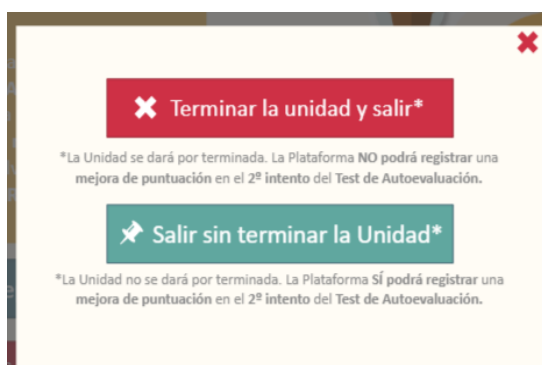 Terminar la unidad y salir*
*La Unidad se dará por terminada. La Plataforma NO podrá registrar una
mejora de puntuación en el 2º intento del Test de Autoevaluación.
Salir sin terminar la Unidad*
*La Unidad no se dará por terminada. La Plataforma SÍ podrá registrar una
mejora de puntuación en el 2º intento del Test de Autoevaluación.